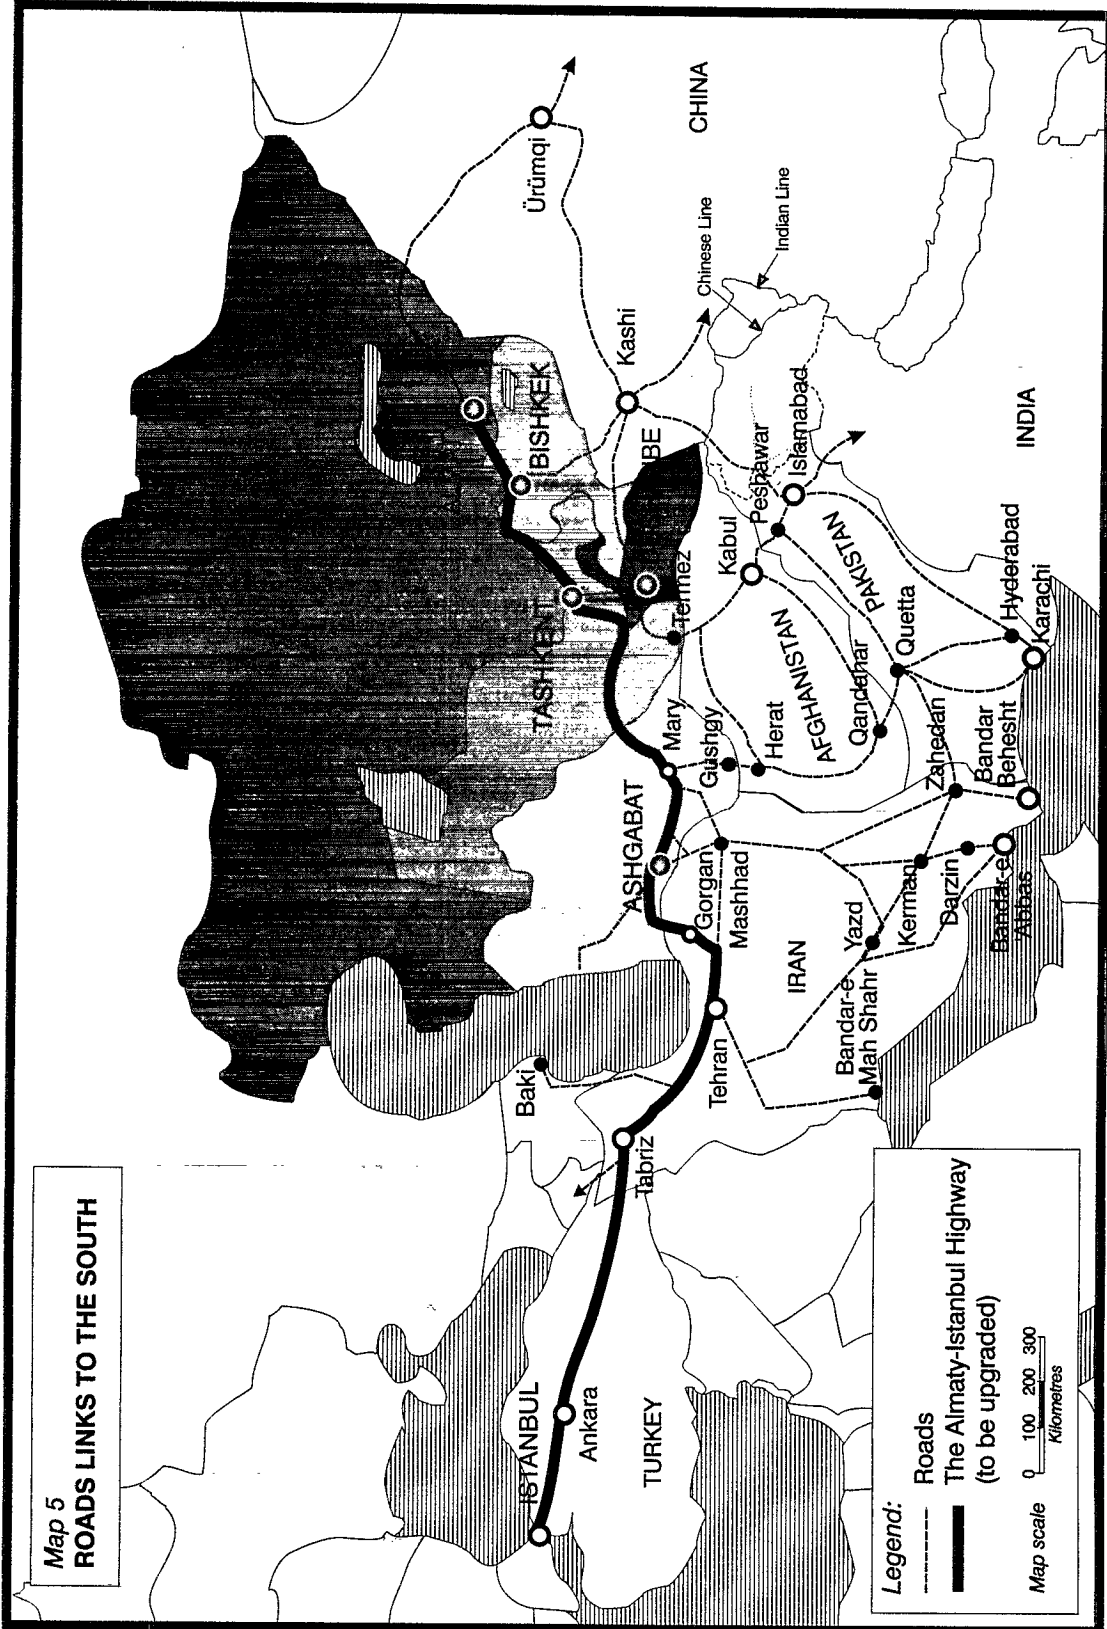 Map 5
ROADS LINKS TO THE SOUTH
ISTANBUL
Ankara
TURKEY
Tabriz
Baki
Tehran
Gorgan
Mashhad
ASHGABAT
Mary
Gushgy
Herat
IRAN
Bandar-e
Mah Shahr
Yazd
Kerman
Darzin
Bandar-e
Abbas
Zahedan
Bandar
Behesht
AFGHANISTAN
Qandahar
Quetta
PAKISTAN
Hyderabad
Karachi
Kabul
Peshawar
Islamabad
Termez
TASHKENT
BISHKEK
BE
Kashi
Ürümqi
CHINA
Chinese Line
Indian Line
INDIA
Legend:
Roads
The Almaty-Istanbul Highway
(to be upgraded)
Map scale
0 100 200 300
Kilometres